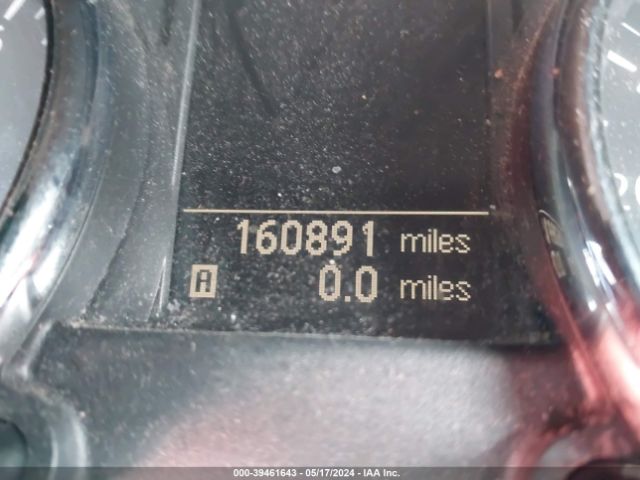 160891 miles
A 0.0 miles
000-39461643 - 05/17/2024 - IAA Inc.